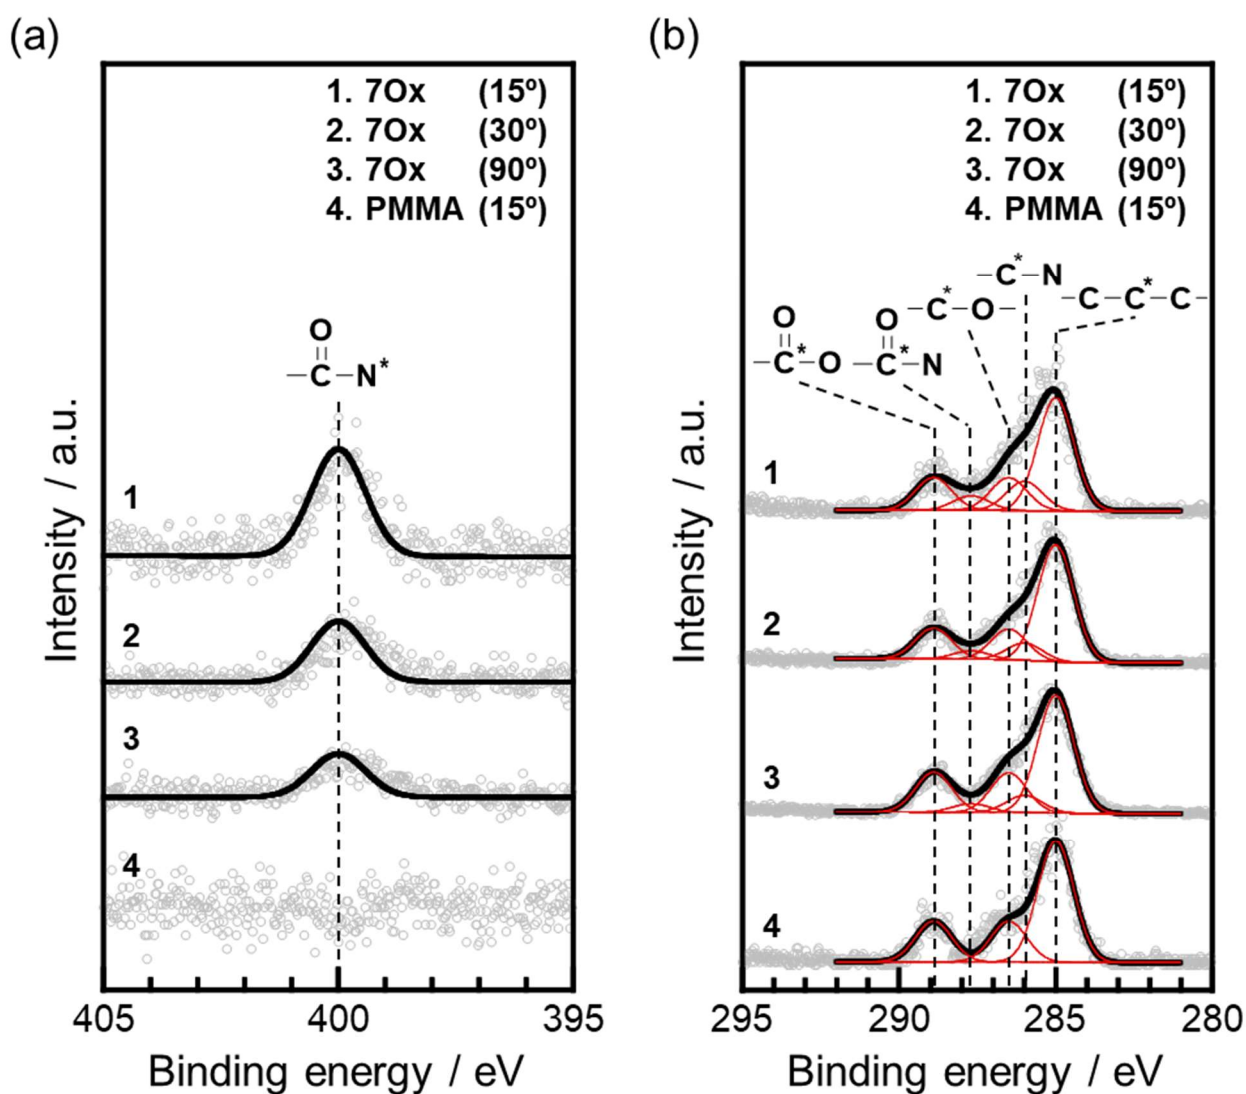 (a)
1. 7Ox (15º)
2. 7Ox (30º)
3. 7Ox (90º)
4. PMMA (15º)
O
–C–N*
1
2
3
4
Intensity / a.u.
405 400 395
Binding energy / eV
(b)
1. 7Ox (15º)
2. 7Ox (30º)
3. 7Ox (90º)
4. PMMA (15º)
–C*–N
–C–C*–C–
–C*–O–
O
–C*–O
O
–C*–N
1
2
3
4
Intensity / a.u.
295 290 285 280
Binding energy / eV